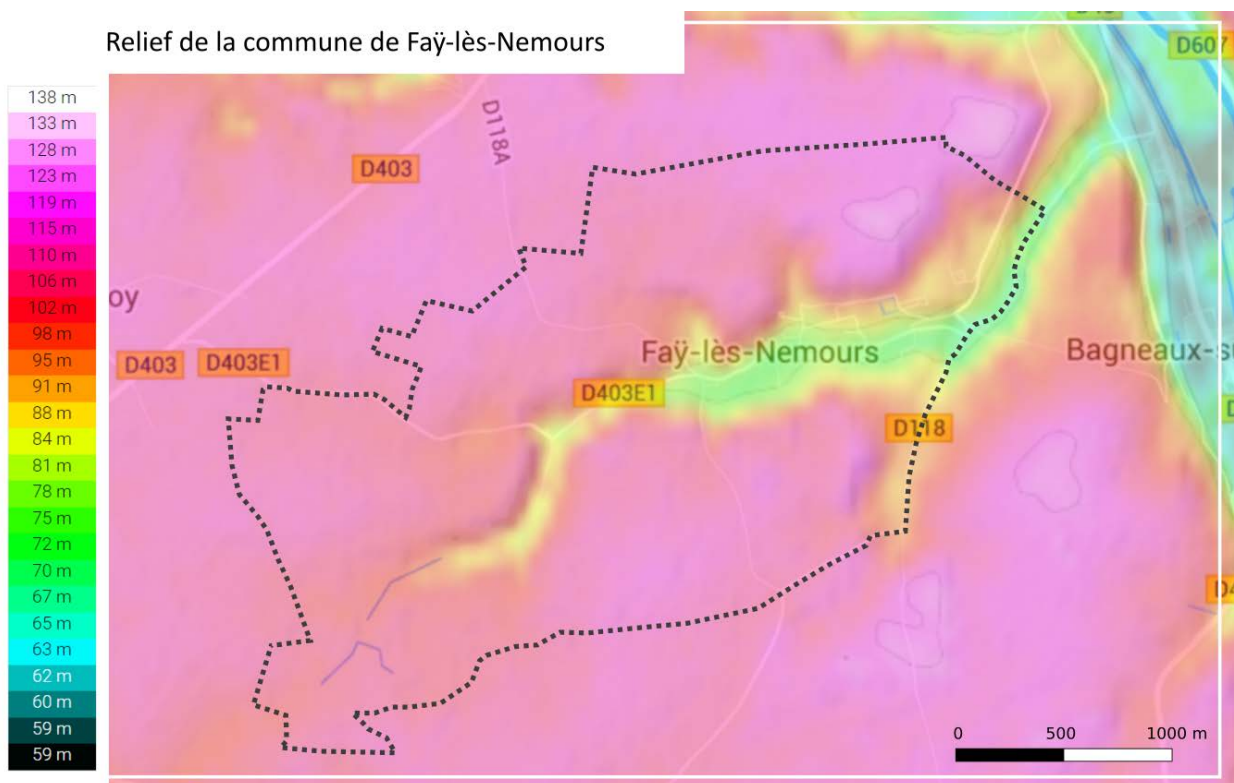 Relief de la commune de Faÿ-lès-Nemours
138 m
133 m
128 m
123 m
119 m
115 m
110 m
106 m
102 m
98 m
95 m
91 m
88 m
84 m
81 m
78 m
75 m
72 m
70 m
67 m
65 m
63 m
62 m
60 m
59 m
59 m
D607
D118A
D403
oy
D403
D403E1
Faÿ-lès-Nemours
Bagneaux-su
D403E1
D118
0 500 1000 m